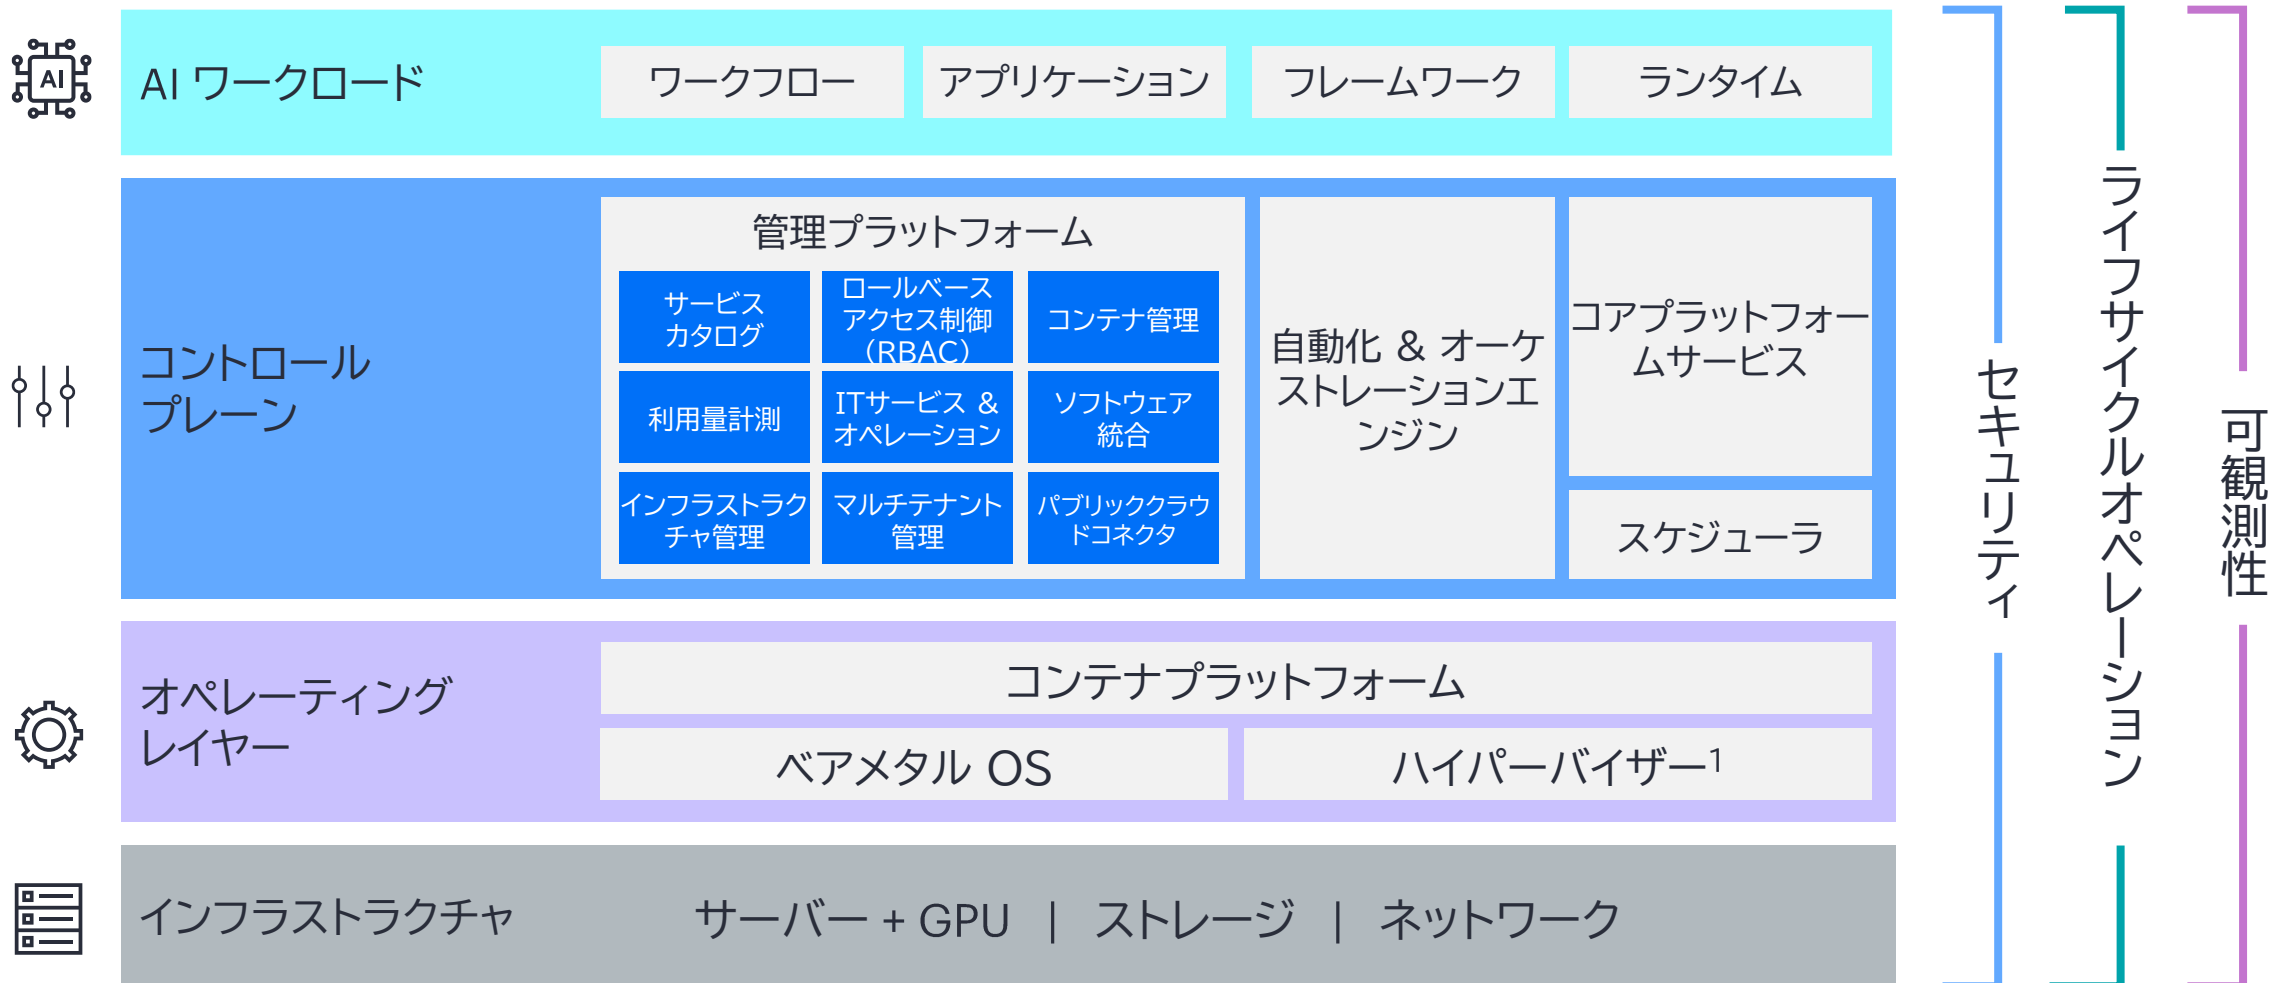 AI
AI ワークロード
ワークフロー
アプリケーション
フレームワーク
ランタイム
コントロール
プレーン
管理プラットフォーム
サービス
カタログ
ロールベース
アクセス制御
（RBAC）
コンテナ管理
利用量計測
ITサービス ＆
オペレーション
ソフトウェア
統合
インフラストラク
チャ管理
マルチテナント
管理
パブリッククラウ
ドコネクタ
自動化 & オーケ
ストレーションエ
ンジン
コアプラットフォー
ムサービス
スケジューラ
オペレーティング
レイヤー
コンテナプラットフォーム
ベアメタル OS
ハイパーバイザー1
インフラストラクチャ
サーバー + GPU | ストレージ | ネットワーク
セキュリティ
ライフサイクルオペレーション
可観測性